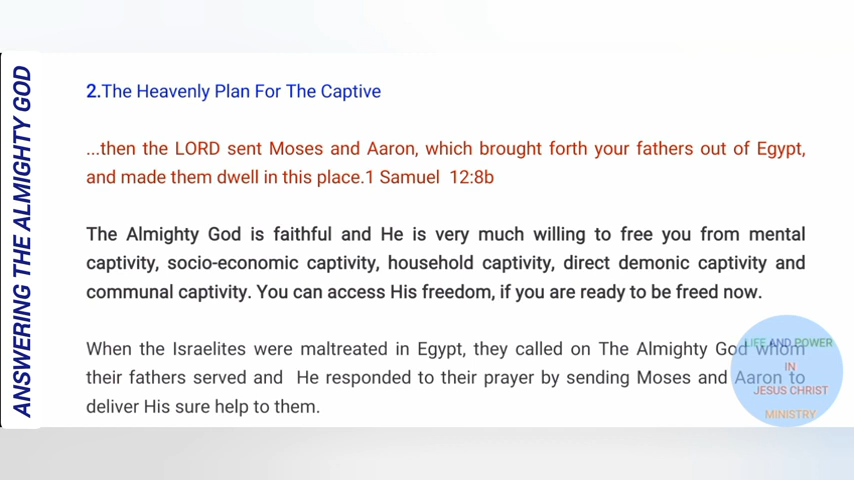 ANSWERING THE ALMIGHTY GOD
2.The Heavenly Plan For The Captive
...then the LORD sent Moses and Aaron, which brought forth your fathers out of Egypt,
and made them dwell in this place.1 Samuel 12:8b
The Almighty God is faithful and He is very much willing to free you from mental
captivity, socio-economic captivity, household captivity, direct demonic captivity and
communal captivity. You can access His freedom, if you are ready to be freed now.
When the Israelites were maltreated in Egypt, they called on The Almighty God whom
their fathers served and He responded to their prayer by sending Moses and Aaron to
deliver His sure help to them.
LIFE AND POWER
IN
JESUS CHRIST
MINISTRY